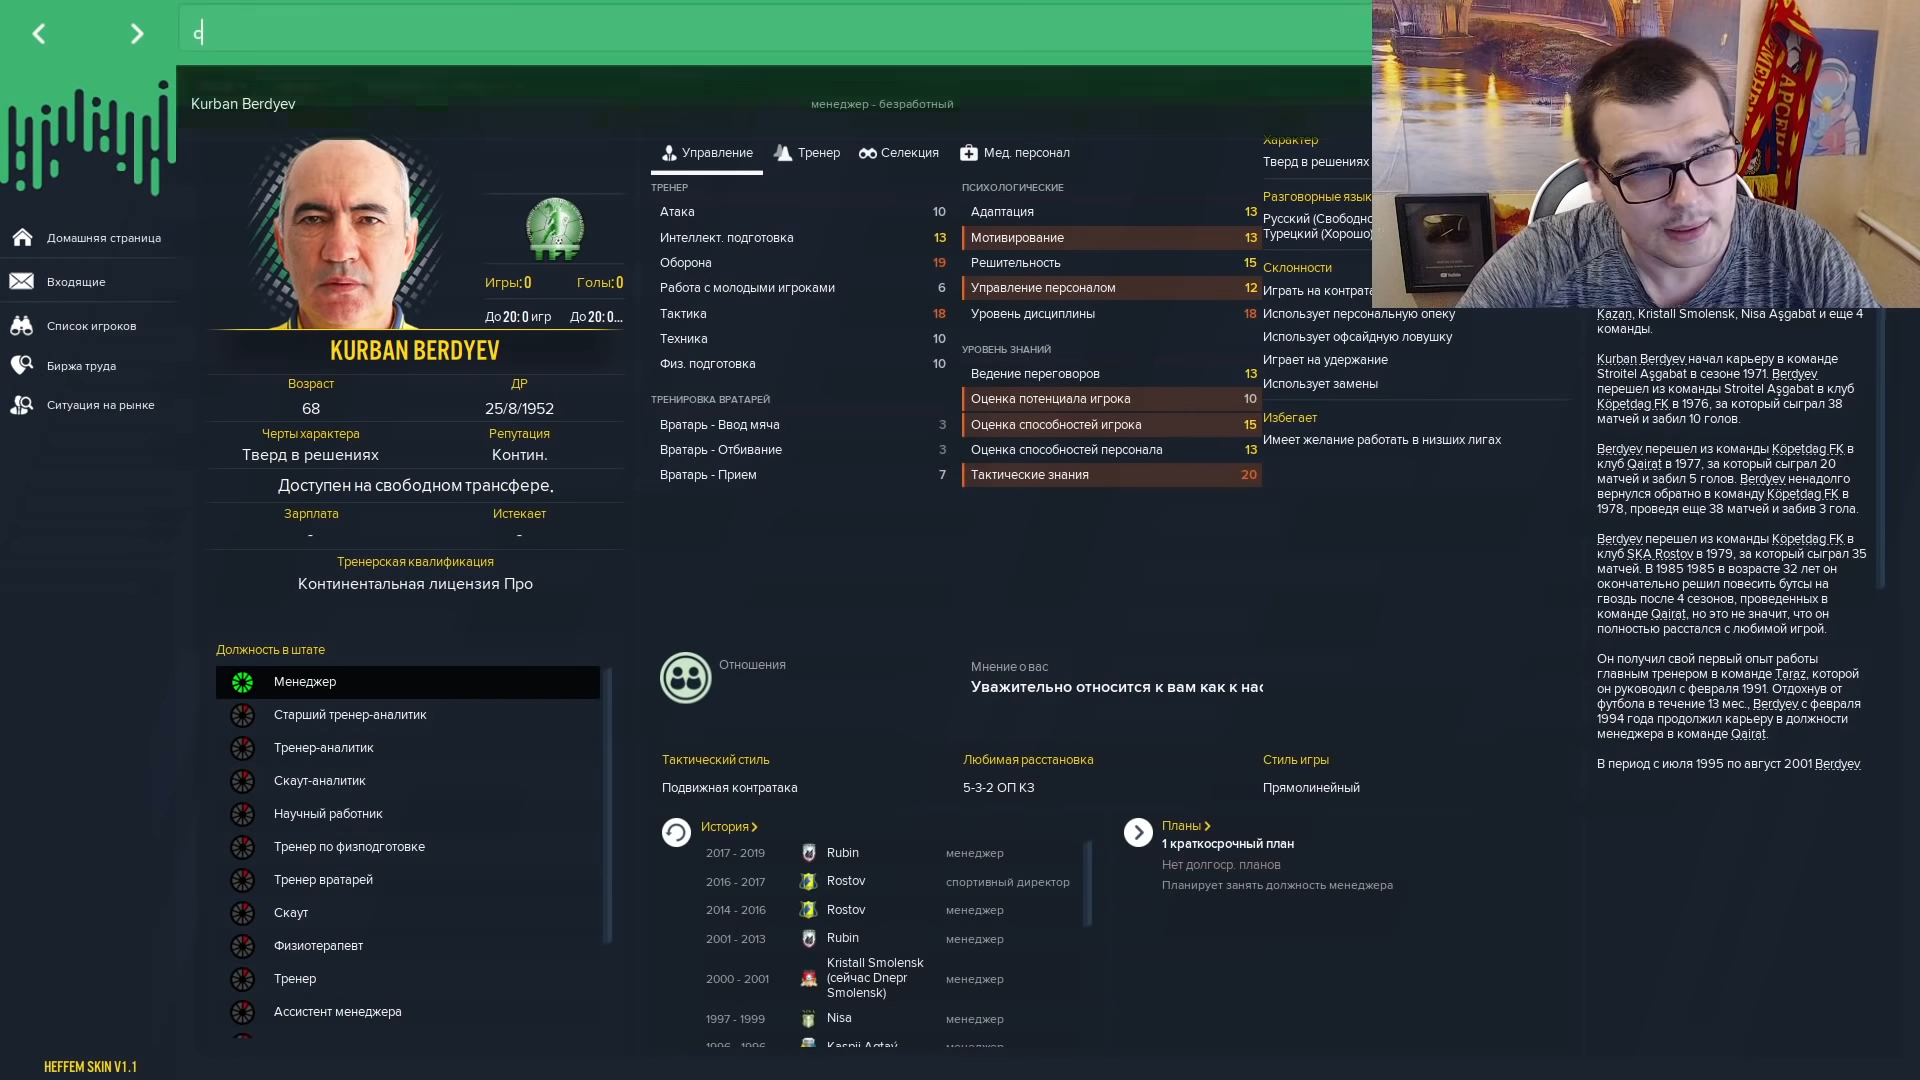 с
Kurban Berdyev
менеджер - безработный
Домашняя страница
Входящие
Список игроков
Биржа труда
Ситуация на рынке
Игры: 0 Голы: 0
До 20: 0 игр До 20: 0...
KURBAN BERDYEV
Возраст ДР
68 25/8/1952
Черты характера Репутация
Тверд в решениях Контин.
Доступен на свободном трансфере.
Зарплата Истекает
- -
Тренерская квалификация
Континентальная лицензия Про
Должность в штате
Менеджер
Старший тренер-аналитик
Тренер-аналитик
Скаут-аналитик
Научный работник
Тренер по физподготовке
Тренер вратарей
Скаут
Физиотерапевт
Тренер
Ассистент менеджера
HEFFEM SKIN V1.1
Управление Тренер Селекция Мед. персонал
ТРЕНЕР
Атака 10
Интеллект. подготовка 13
Оборона 19
Работа с молодыми игроками 6
Тактика 18
Техника 10
Физ. подготовка 10
ТРЕНИРОВКА ВРАТАРЕЙ
Вратарь - Ввод мяча 3
Вратарь - Отбивание 3
Вратарь - Прием 7
ПСИХОЛОГИЧЕСКИЕ
Адаптация 13
Мотивирование 13
Решительность 15
Управление персоналом 12
Уровень дисциплины 18
УРОВЕНЬ ЗНАНИЙ
Ведение переговоров 13
Оценка потенциала игрока 10
Оценка способностей игрока 15
Оценка способностей персонала 13
Тактические знания 20
Характер
Тверд в решениях
Разговорные язык
Русский (Свободно
Турецкий (Хорошо)
Склонности
Играть на контрата
Использует персональную опеку
Использует офсайдную ловушку
Играет на удержание
Использует замены
Избегает
Имеет желание работать в низших лигах
Отношения
Мнение о вас
Уважительно относится к вам как к нас
Тактический стиль
Подвижная контратака
Любимая расстановка
5-3-2 ОП КЗ
Стиль игры
Прямолинейный
История
2017 - 2019 Rubin менеджер
2016 - 2017 Rostov спортивный директор
2014 - 2016 Rostov менеджер
2001 - 2013 Rubin менеджер
2000 - 2001 Kristall Smolensk (сейчас Dnepr Smolensk) менеджер
1997 - 1999 Nisa менеджер
Планы
1 краткосрочный план
Нет долгоср. планов
Планирует занять должность менеджера
Kazan, Kristall Smolensk, Nisa Aşgabat и еще 4
команды.
Kurban Berdyev начал карьеру в команде
Stroitel Aşgabat в сезоне 1971. Berdyev
перешел из команды Stroitel Aşgabat в клуб
Köpetdag FK в 1976, за который сыграл 38
матчей и забил 10 голов.
Berdyev перешел из команды Köpetdag FK в
клуб Qairat в 1977, за который сыграл 20
матчей и забил 5 голов. Berdyev ненадолго
вернулся обратно в команду Köpetdag FK в
1978, проведя еще 38 матчей и забив 3 гола.
Berdyev перешел из команды Köpetdag FK в
клуб SKA Rostov в 1979, за который сыграл 35
матчей. В 1985 1985 в возрасте 32 лет он
окончательно решил повесить бутсы на
гвоздь после 4 сезонов, проведенных в
команде Qairat, но это не значит, что он
полностью расстался с любимой игрой.
Он получил свой первый опыт работы
главным тренером в команде Taraz, которой
он руководил с февраля 1991. Отдохнув от
футбола в течение 13 мес., Berdyev с февраля
1994 года продолжил карьеру в должности
менеджера в команде Qairat.
В период с июля 1995 по август 2001 Berdyev